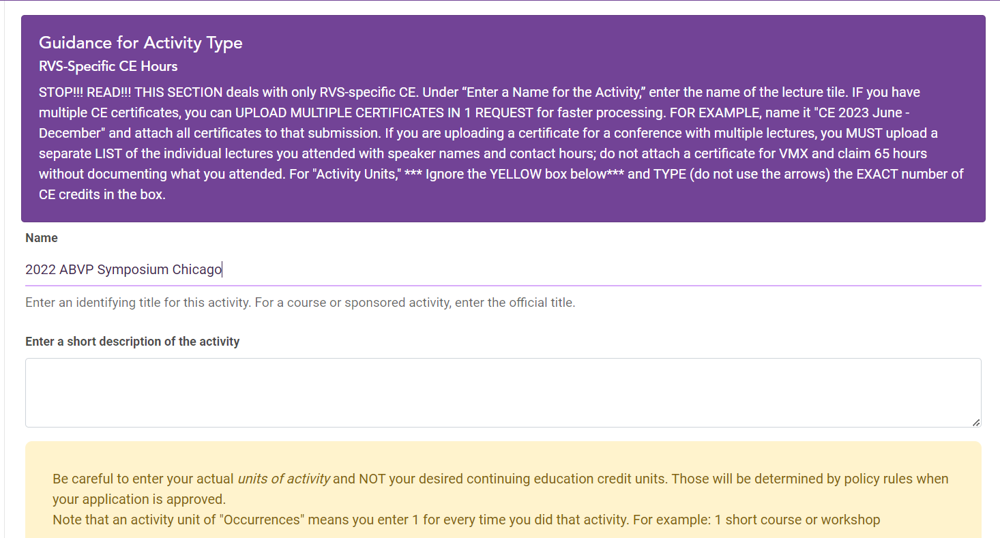 Guidance for Activity Type
RVS-Specific CE Hours
STOP!!! READ!!! THIS SECTION deals with only RVS-specific CE. Under “Enter a Name for the Activity,” enter the name of the lecture tile. IF you have
multiple CE certificates, you can UPLOAD MULTIPLE CERTIFICATES IN 1 REQUEST for faster processing. FOR EXAMPLE, name it "CE 2023 June -
December" and attach all certificates to that submission. If you are uploading a certificate for a conference with multiple lectures, you MUST upload a
separate LIST of the individual lectures you attended with speaker names and contact hours; do not attach a certificate for VMX and claim 65 hours
without documenting what you attended. For "Activity Units," *** Ignore the YELLOW box below*** and TYPE (do not use the arrows) the EXACT number of
CE credits in the box.
Name
2022 ABVP Symposium Chicago
Enter an identifying title for this activity. For a course or sponsored activity, enter the official title.
Enter a short description of the activity
Be careful to enter your actual units of activity and NOT your desired continuing education credit units. Those will be determined by policy rules when
your application is approved.
Note that an activity unit of "Occurrences" means you enter 1 for every time you did that activity. For example: 1 short course or workshop